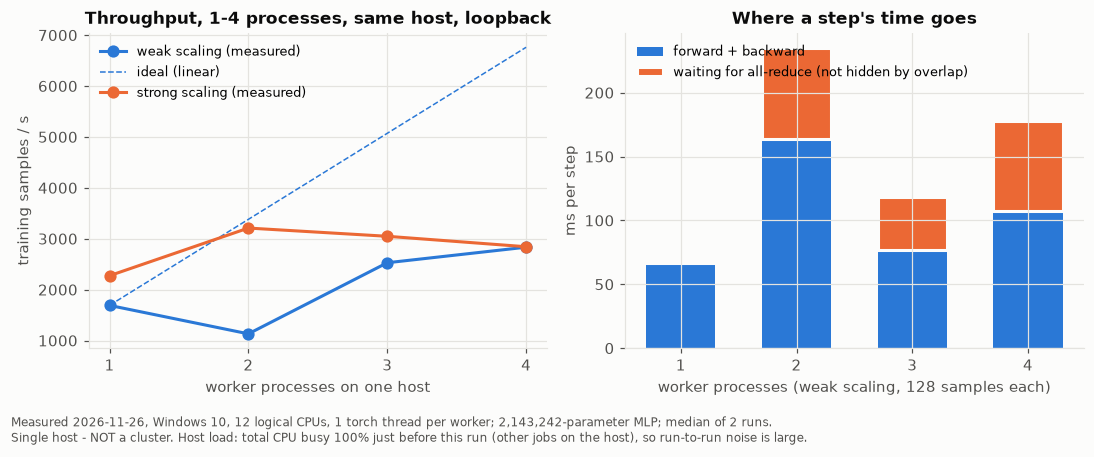 Throughput, 1-4 processes, same host, loopback
7000
6000
5000
4000
3000
2000
1000
training samples / s
weak scaling (measured)
ideal (linear)
strong scaling (measured)
1 2 3 4
worker processes on one host
Where a step's time goes
200
150
100
50
0
ms per step
forward + backward
waiting for all-reduce (not hidden by overlap)
1 2 3 4
worker processes (weak scaling, 128 samples each)
Measured 2026-11-26, Windows 10, 12 logical CPUs, 1 torch thread per worker; 2,143,242-parameter MLP; median of 2 runs.
Single host - NOT a cluster. Host load: total CPU busy 100% just before this run (other jobs on the host), so run-to-run noise is large.